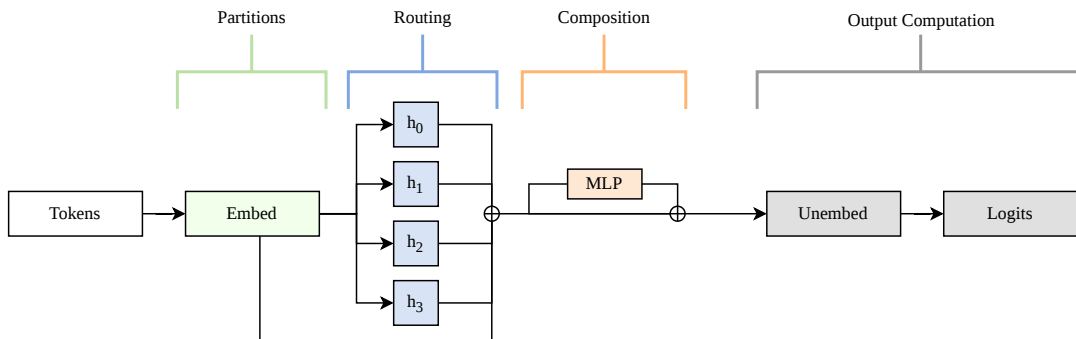 Partitions
Routing
Composition
Output Computation
h0
h1
MLP
Tokens
Embed
h2
Unembed
Logits
h3